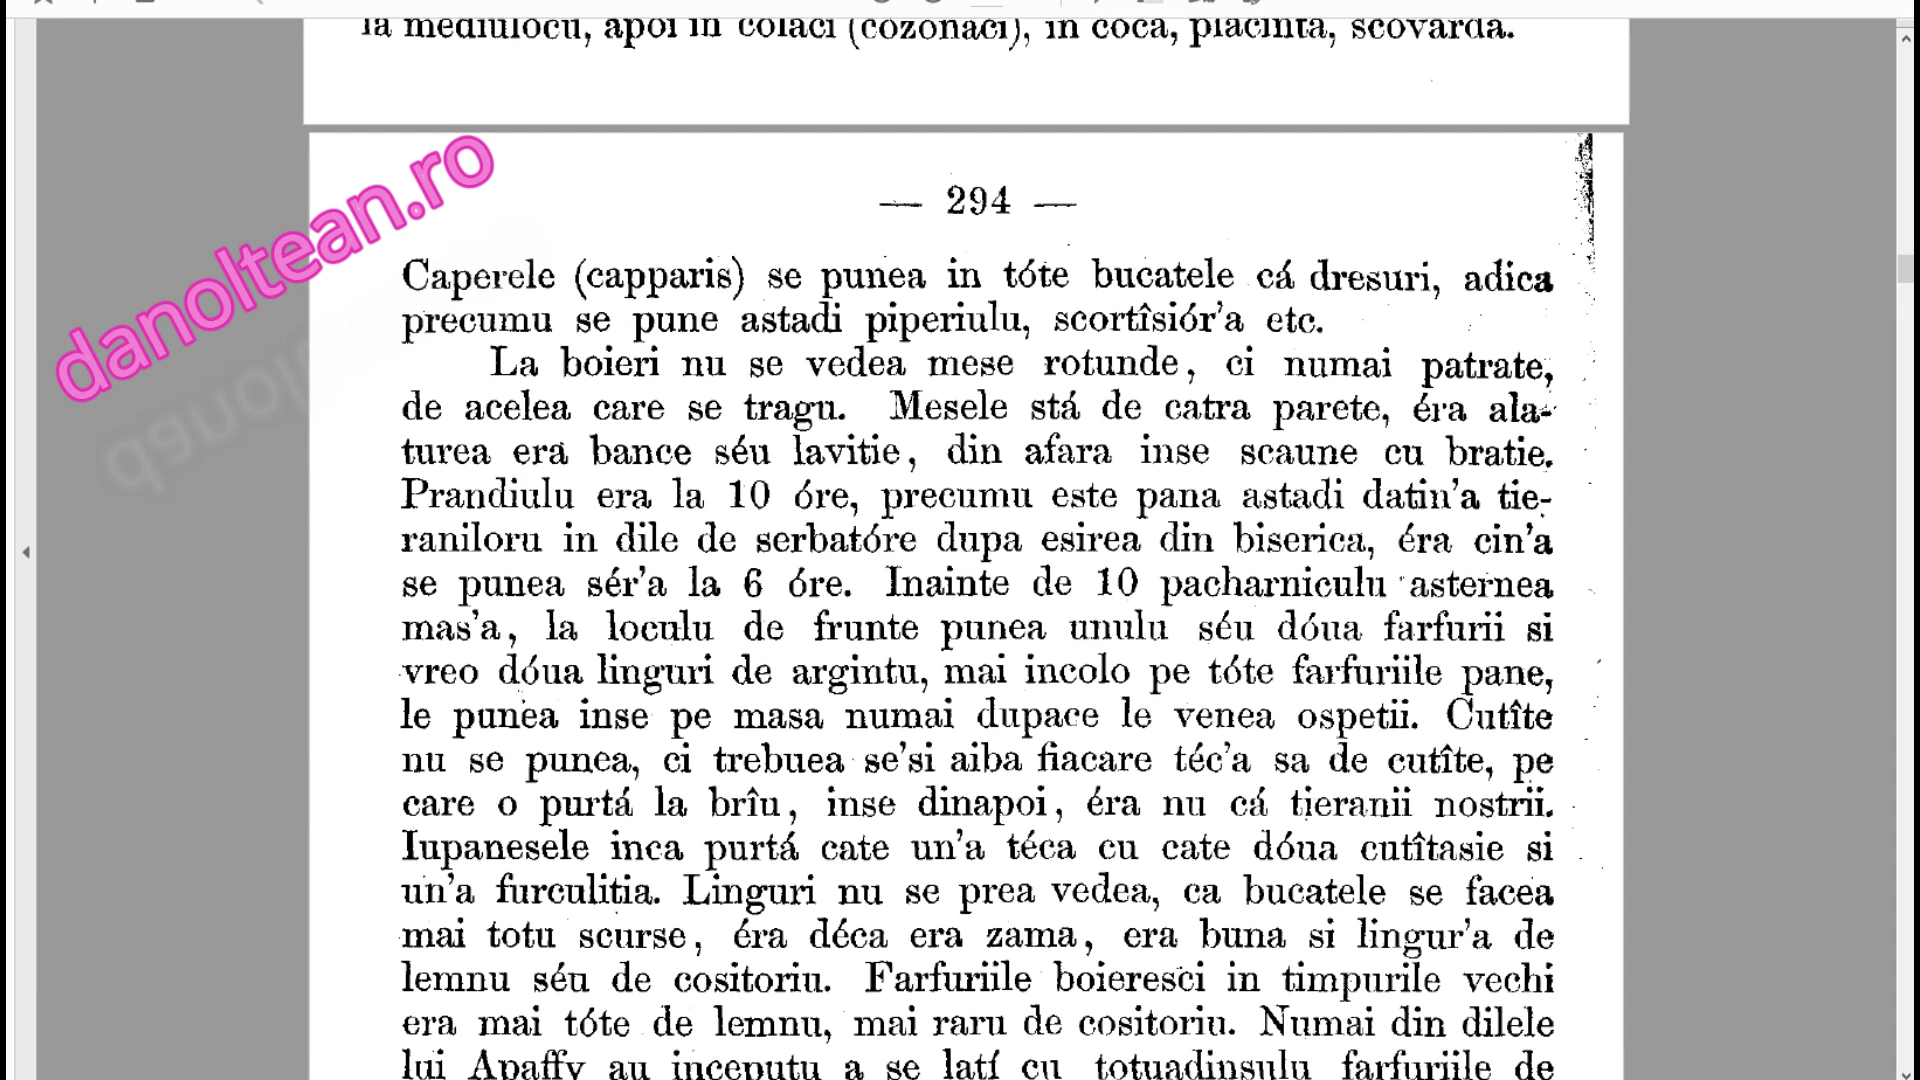 la mediulocu, apoi in colaci (cozonaci), in coca, placinta, scovarda.
danoltean.ro
— 294 —
Caperele (capparis) se punea in tóte bucatele cá dresuri, adica
precumu se pune astadi piperiulu, scortîsiór'a etc.
La boieri nu se vedea mese rotunde, ci numai patrate,
de acelea care se tragu. Mesele stá de catra parete, éra ala-
turea era bance séu lavitie, din afara inse scaune cu bratie.
Prandiulu era la 10 óre, precumu este pana astadi datin'a tie-
raniloru in dile de serbatóre dupa esirea din biserica, éra cin'a
se punea sér'a la 6 óre. Inainte de 10 pacharniculu asternea
mas'a, la loculu de frunte punea unulu séu dóua farfurii si
vreo dóua linguri de argintu, mai incolo pe tóte farfuriile pane,
le punea inse pe masa numai dupace le venea ospetii. Cutîte
nu se punea, ci trebuea se'si aiba fiacare téc'a sa de cutîte, pe
care o purtá la brîu, inse dinapoi, éra nu cá tieranii nostrii.
Iupanesele inca purtá cate un'a téca cu cate dóua cutîtasie si
un'a furculitia. Linguri nu se prea vedea, ca bucatele se facea
mai totu scurse, éra déca era zama, era buna si lingur'a de
lemnu séu de cositoriu. Farfuriile boieresci in timpurile vechi
era mai tóte de lemnu, mai raru de cositoriu. Numai din dilele
lui Apaffy au inceputu a se latí cu totuadinsulu farfuriile de